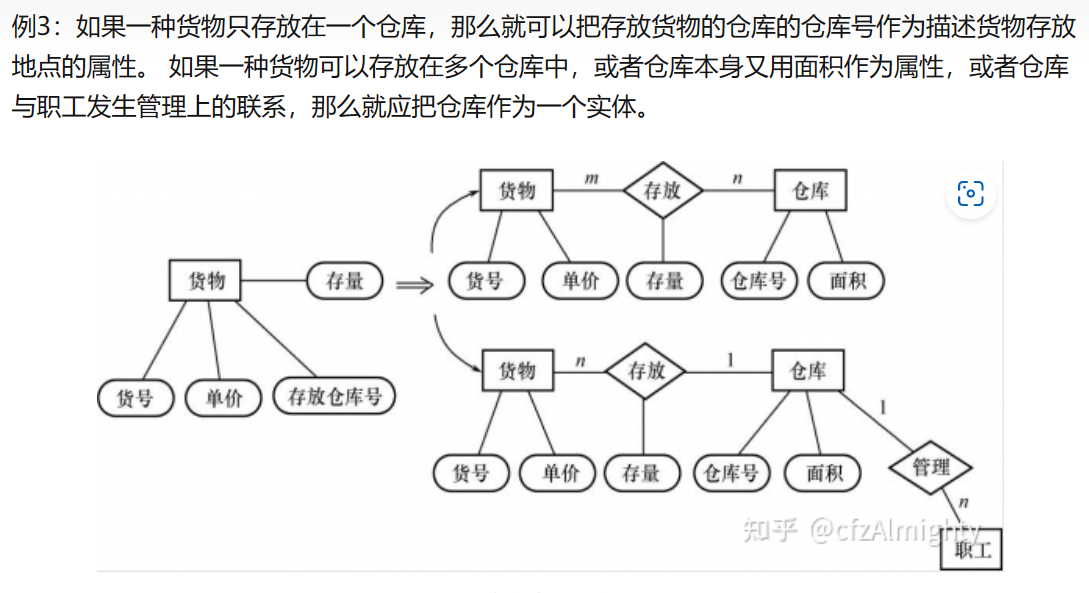 例3：如果一种货物只存放在一个仓库，那么就可以把存放货物的仓库的仓库号作为描述货物存放
地点的属性。 如果一种货物可以存放在多个仓库中，或者仓库本身又用面积作为属性，或者仓库
与职工发生管理上的联系，那么就应把仓库作为一个实体。
货物 m 存放 n 仓库
货号 单价 存量 仓库号 面积
货物 存量
货号 单价 存放仓库号
货物 n 存放 1 仓库
1
货号 单价 存量 仓库号 面积 管理
n
职工
知乎 @cfzAlmighty